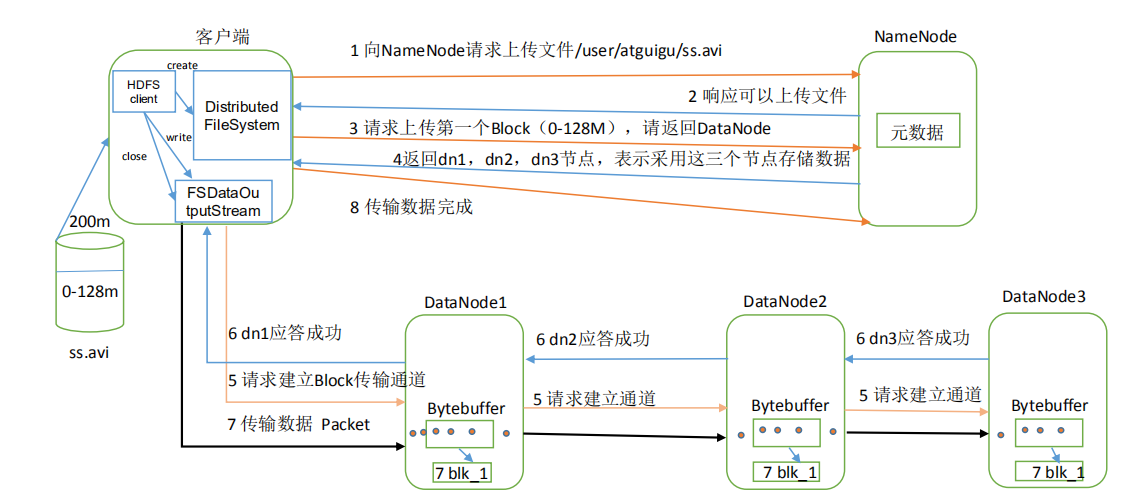 客户端
NameNode
1 向NameNode请求上传文件/user/atguigu/ss.avi
create
HDFS
client
Distributed
FileSystem
2 响应可以上传文件
元数据
3 请求上传第一个Block（0-128M），请返回DataNode
write
close
4返回dn1，dn2，dn3节点，表示采用这三个节点存储数据
FSDataOu
tputStream
8 传输数据完成
200m
0-128m
ss.avi
DataNode1
DataNode2
DataNode3
6 dn1应答成功
6 dn2应答成功
6 dn3应答成功
5 请求建立Block传输通道
5 请求建立通道
5 请求建立通道
7 传输数据 Packet
Bytebuffer
Bytebuffer
Bytebuffer
7 blk_1
7 blk_1
7 blk_1